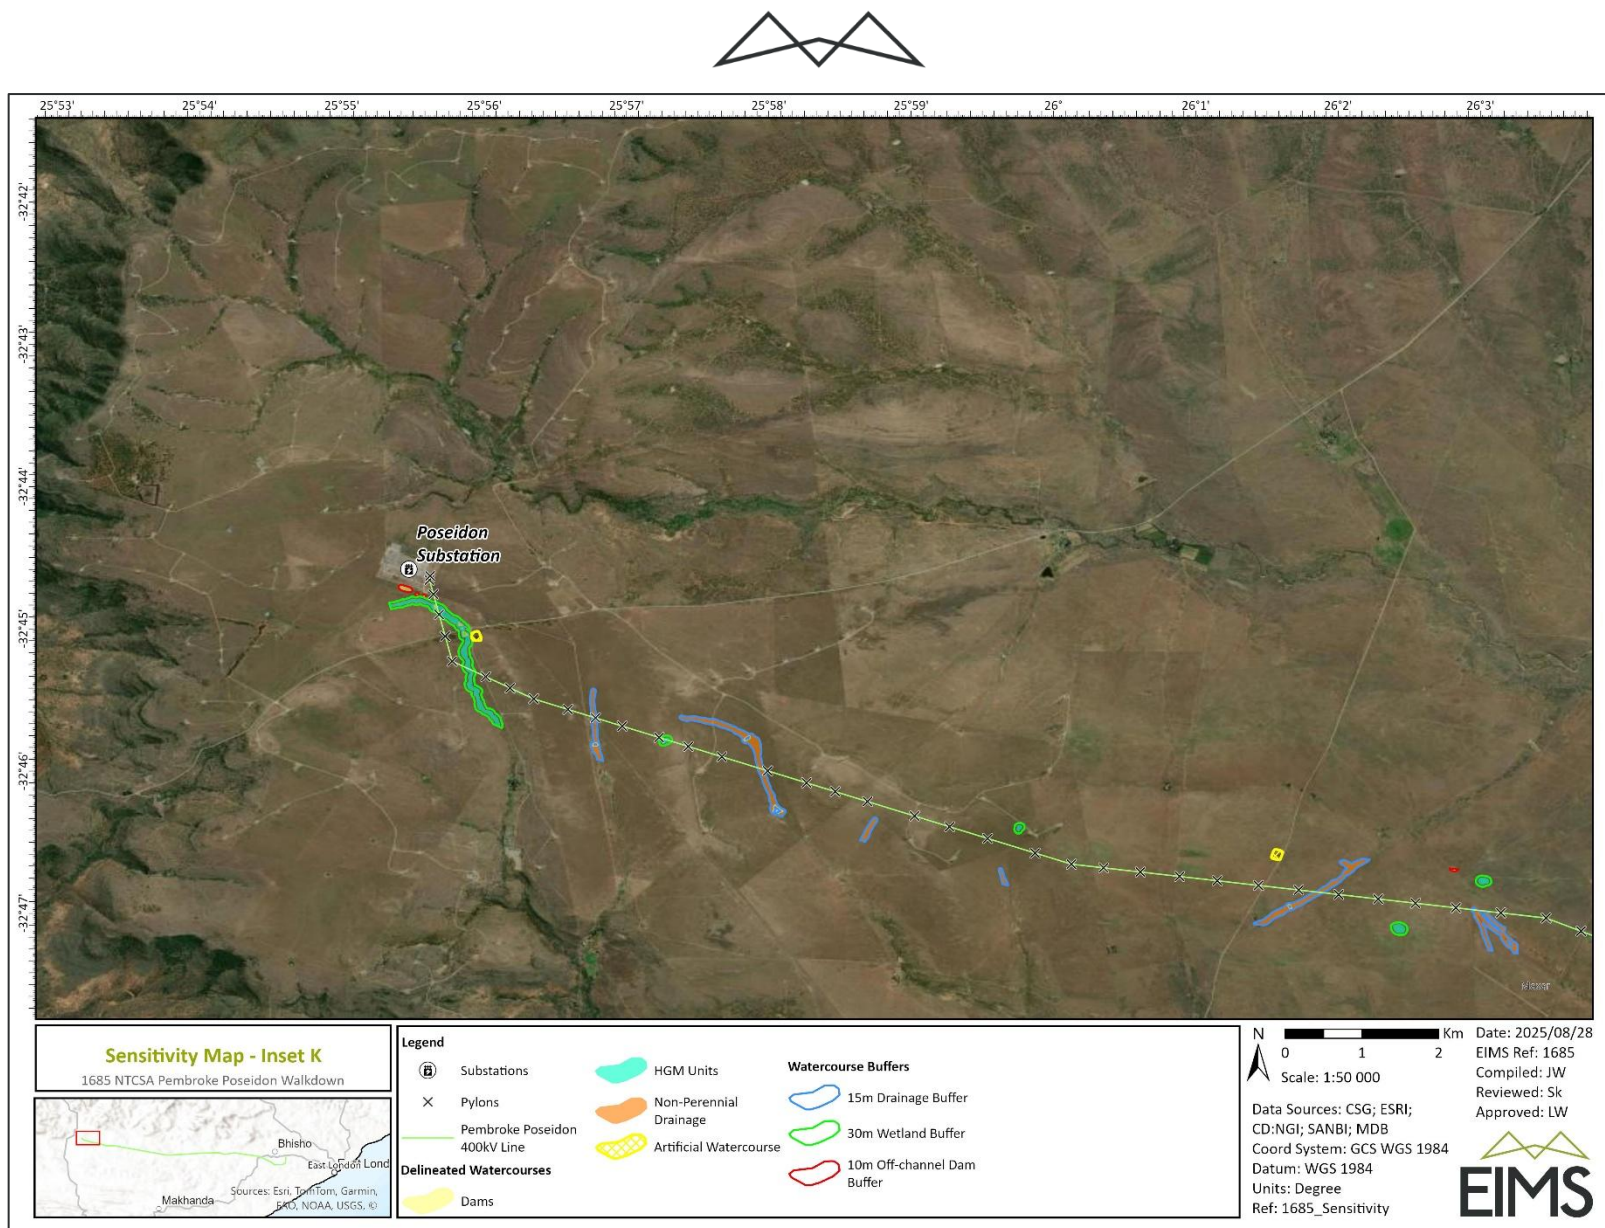 25°53' 25°54' 25°55' 25°56' 25°57' 25°58' 25°59' 26° 26°1' 26°2' 26°3'
-32°42'
-32°43'
-32°44'
-32°45'
-32°46'
-32°47'
Poseidon
Substation
Maxar
Sensitivity Map - Inset K
1685 NTCSA Pembroke Poseidon Walkdown
Bhisho
East London
Lond
Makhanda
Sources: Esri, TomTom, Garmin,
FAO, NOAA, USGS, ©
Legend
Substations
Pylons
Pembroke Poseidon
400kV Line
Delineated Watercourses
Dams
HGM Units
Non-Perennial
Drainage
Artificial Watercourse
Watercourse Buffers
15m Drainage Buffer
30m Wetland Buffer
10m Off-channel Dam
Buffer
N
Km
0 1 2
Scale: 1:50 000
Data Sources: CSG; ESRI;
CD:NGI; SANBI; MDB
Coord System: GCS WGS 1984
Datum: WGS 1984
Units: Degree
Ref: 1685_Sensitivity
Date: 2025/08/28
EIMS Ref: 1685
Compiled: JW
Reviewed: Sk
Approved: LW
EIMS